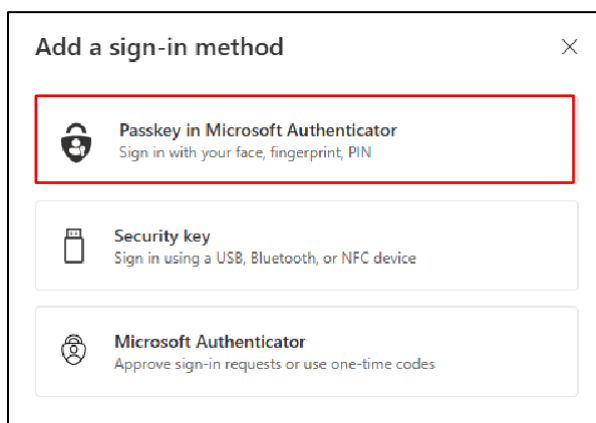 Add a sign-in method
Passkey in Microsoft Authenticator
Sign in with your face, fingerprint, PIN
Security key
Sign in using a USB, Bluetooth, or NFC device
Microsoft Authenticator
Approve sign-in requests or use one-time codes